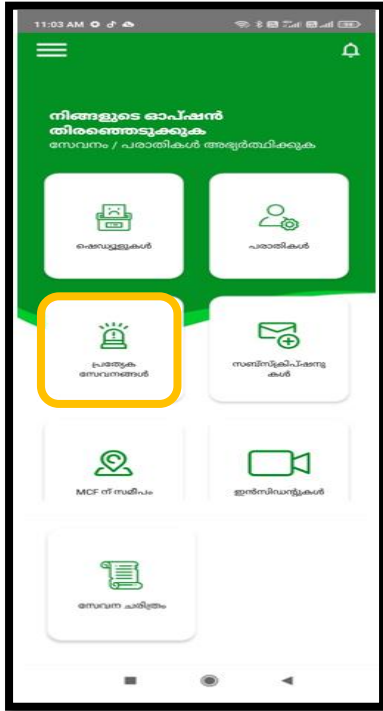 11:03 AM
നിങ്ങളുടെ ഓപ്ഷൻ
തിരഞ്ഞെടുക്കുക
സേവനം / പരാതികൾ അഭ്യർത്ഥിക്കുക
ഷെഡ്യൂളുകൾ
പരാതികൾ
പ്രത്യേക
സേവനങ്ങൾ
സബ്സ്ക്രിപ്ഷനു
കൾ
MCF ന് സമീപം
ഇൻസിഡന്റുകൾ
സേവന ചരിത്രം